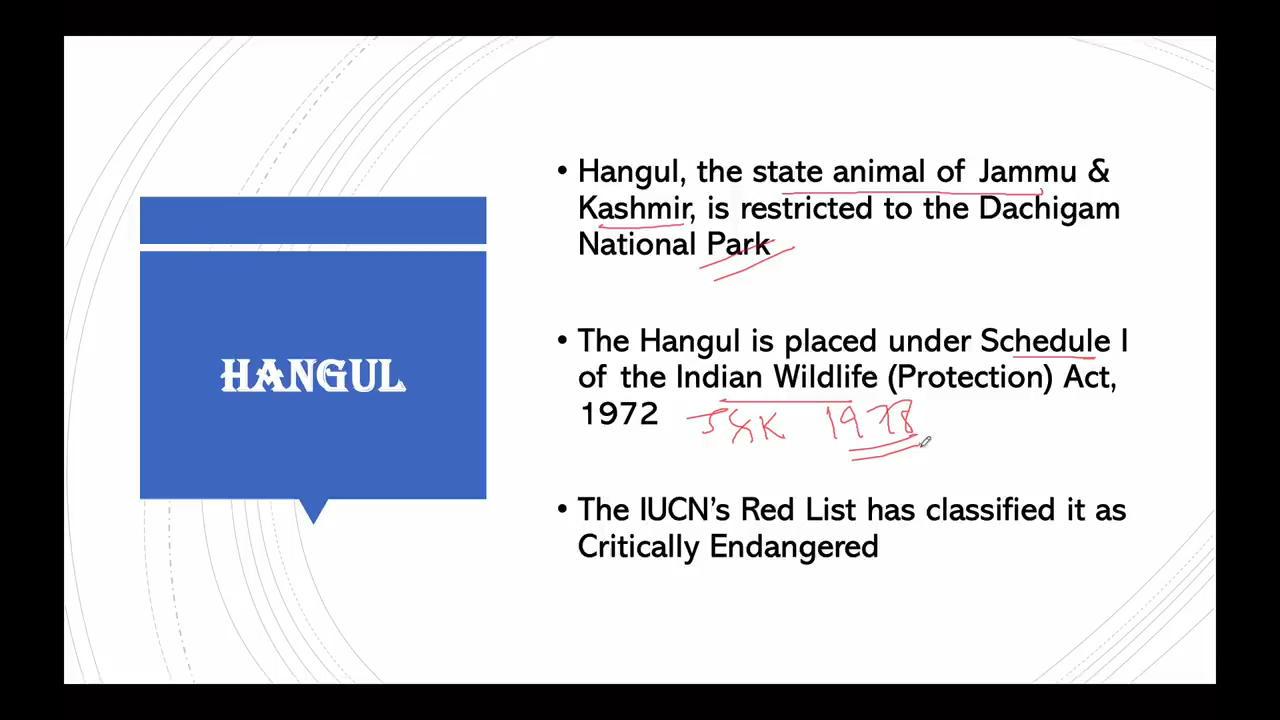 HANGUL
• Hangul, the state animal of Jammu &
Kashmir, is restricted to the Dachigam
National Park
• The Hangul is placed under Schedule I
of the Indian Wildlife (Protection) Act,
1972 J&K 1978
• The IUCN’s Red List has classified it as
Critically Endangered